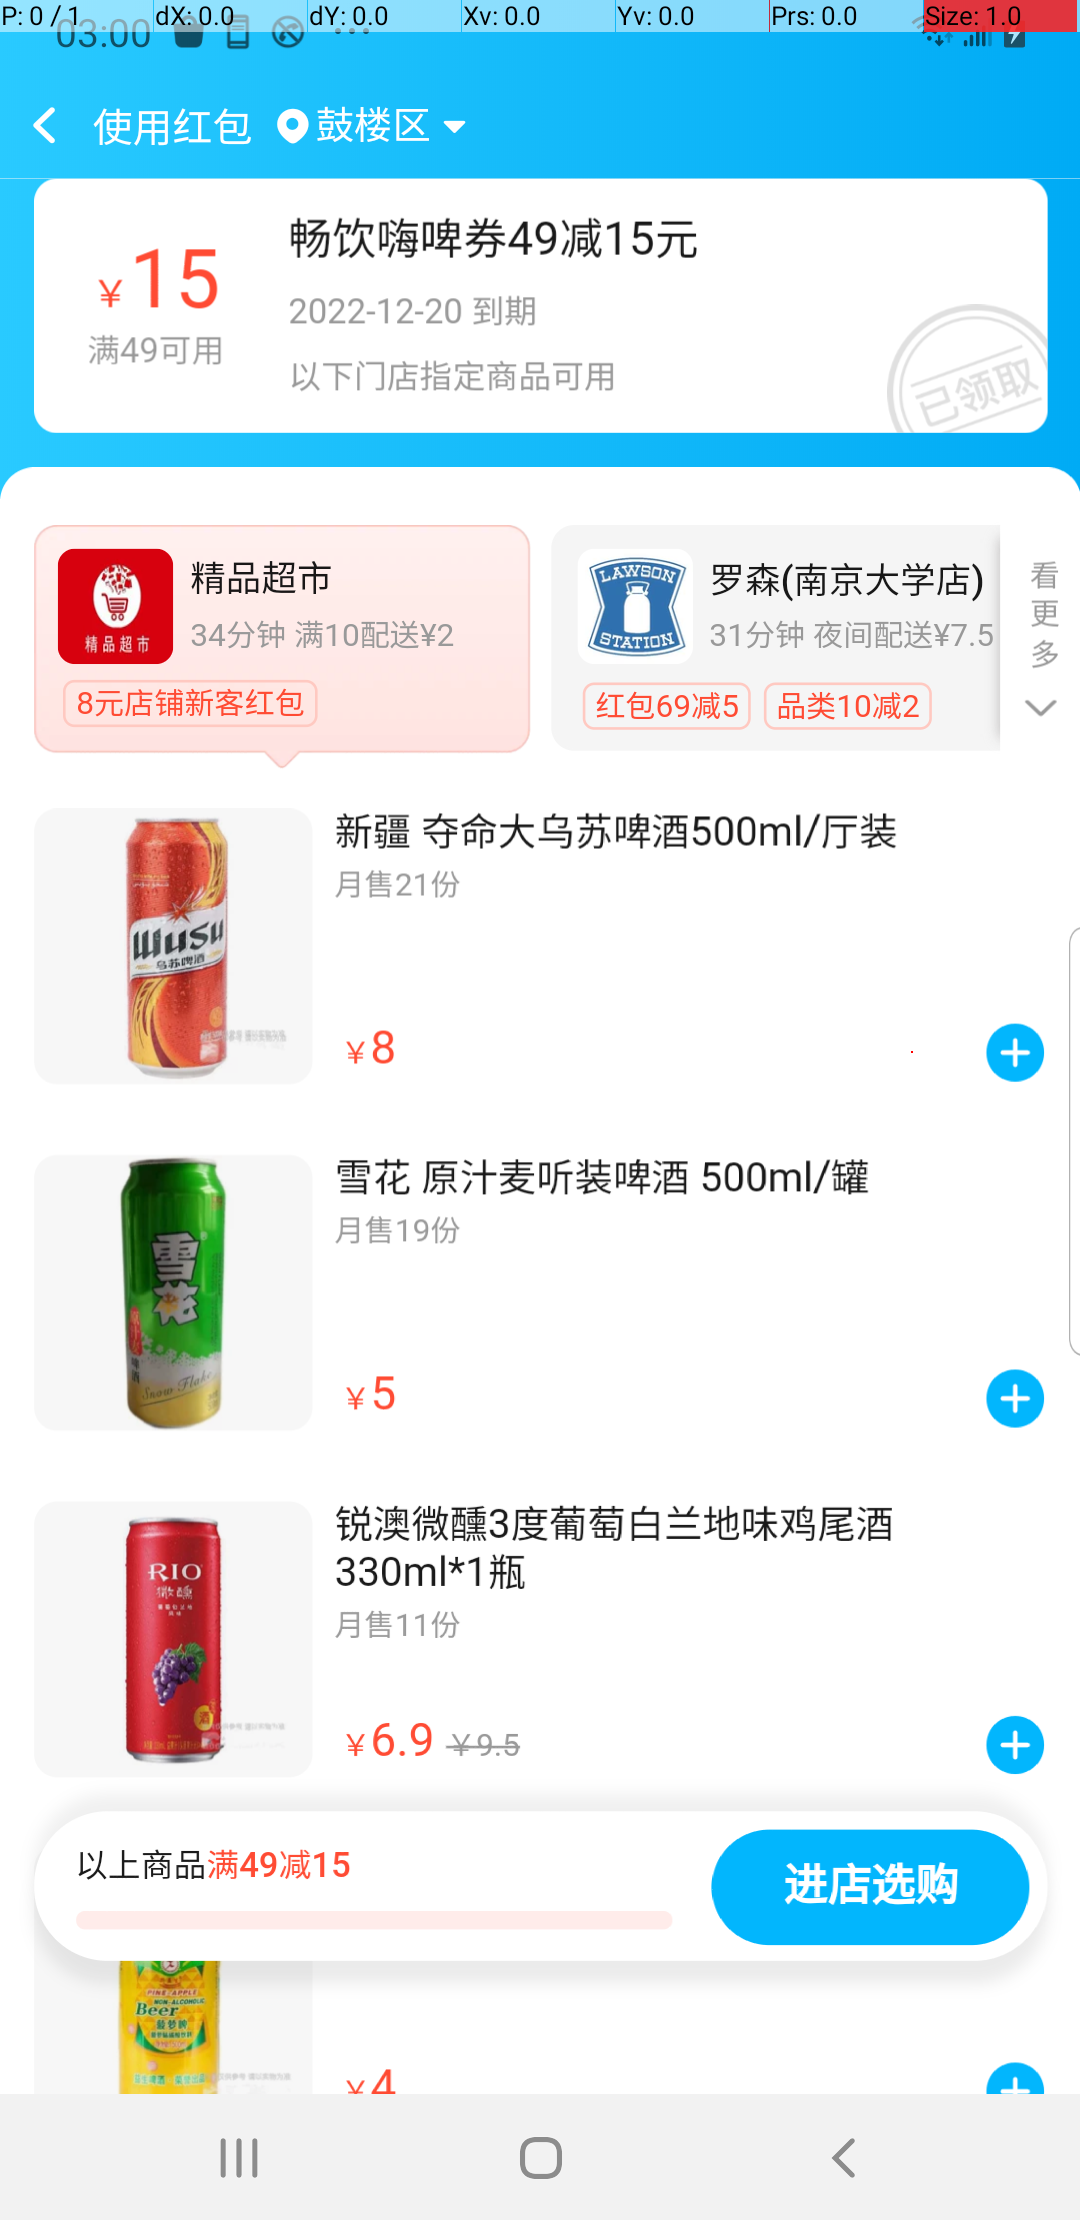 P: 0 / 1 dX: 0.0 dY: 0.0 Xv: 0.0 Yv: 0.0 Prs: 0.0 Size: 1.0
03:00
使用红包 鼓楼区
¥15
满49可用
畅饮嗨啤券49减15元
2022-12-20 到期
以下门店指定商品可用
已领取
精品超市
精品超市
34分钟 满10配送¥2
8元店铺新客红包
LAWSON
STATION
罗森(南京大学店)
31分钟 夜间配送¥7.5
红包69减5 品类10减2
看更多
新疆 夺命大乌苏啤酒500ml/厅装
月售21份
¥8
WUSU
乌苏啤酒
雪花 原汁麦听装啤酒 500ml/罐
月售19份
¥5
雪花
原汁麦
啤酒
Snow Flake
锐澳微醺3度葡萄白兰地味鸡尾酒
330ml*1瓶
月售11份
¥6.9 ¥9.5
RIO
微醺
以上商品满49减15
进店选购
PINE APPLE
NON-ALCOHOLIC
Beer
菠萝啤
¥4